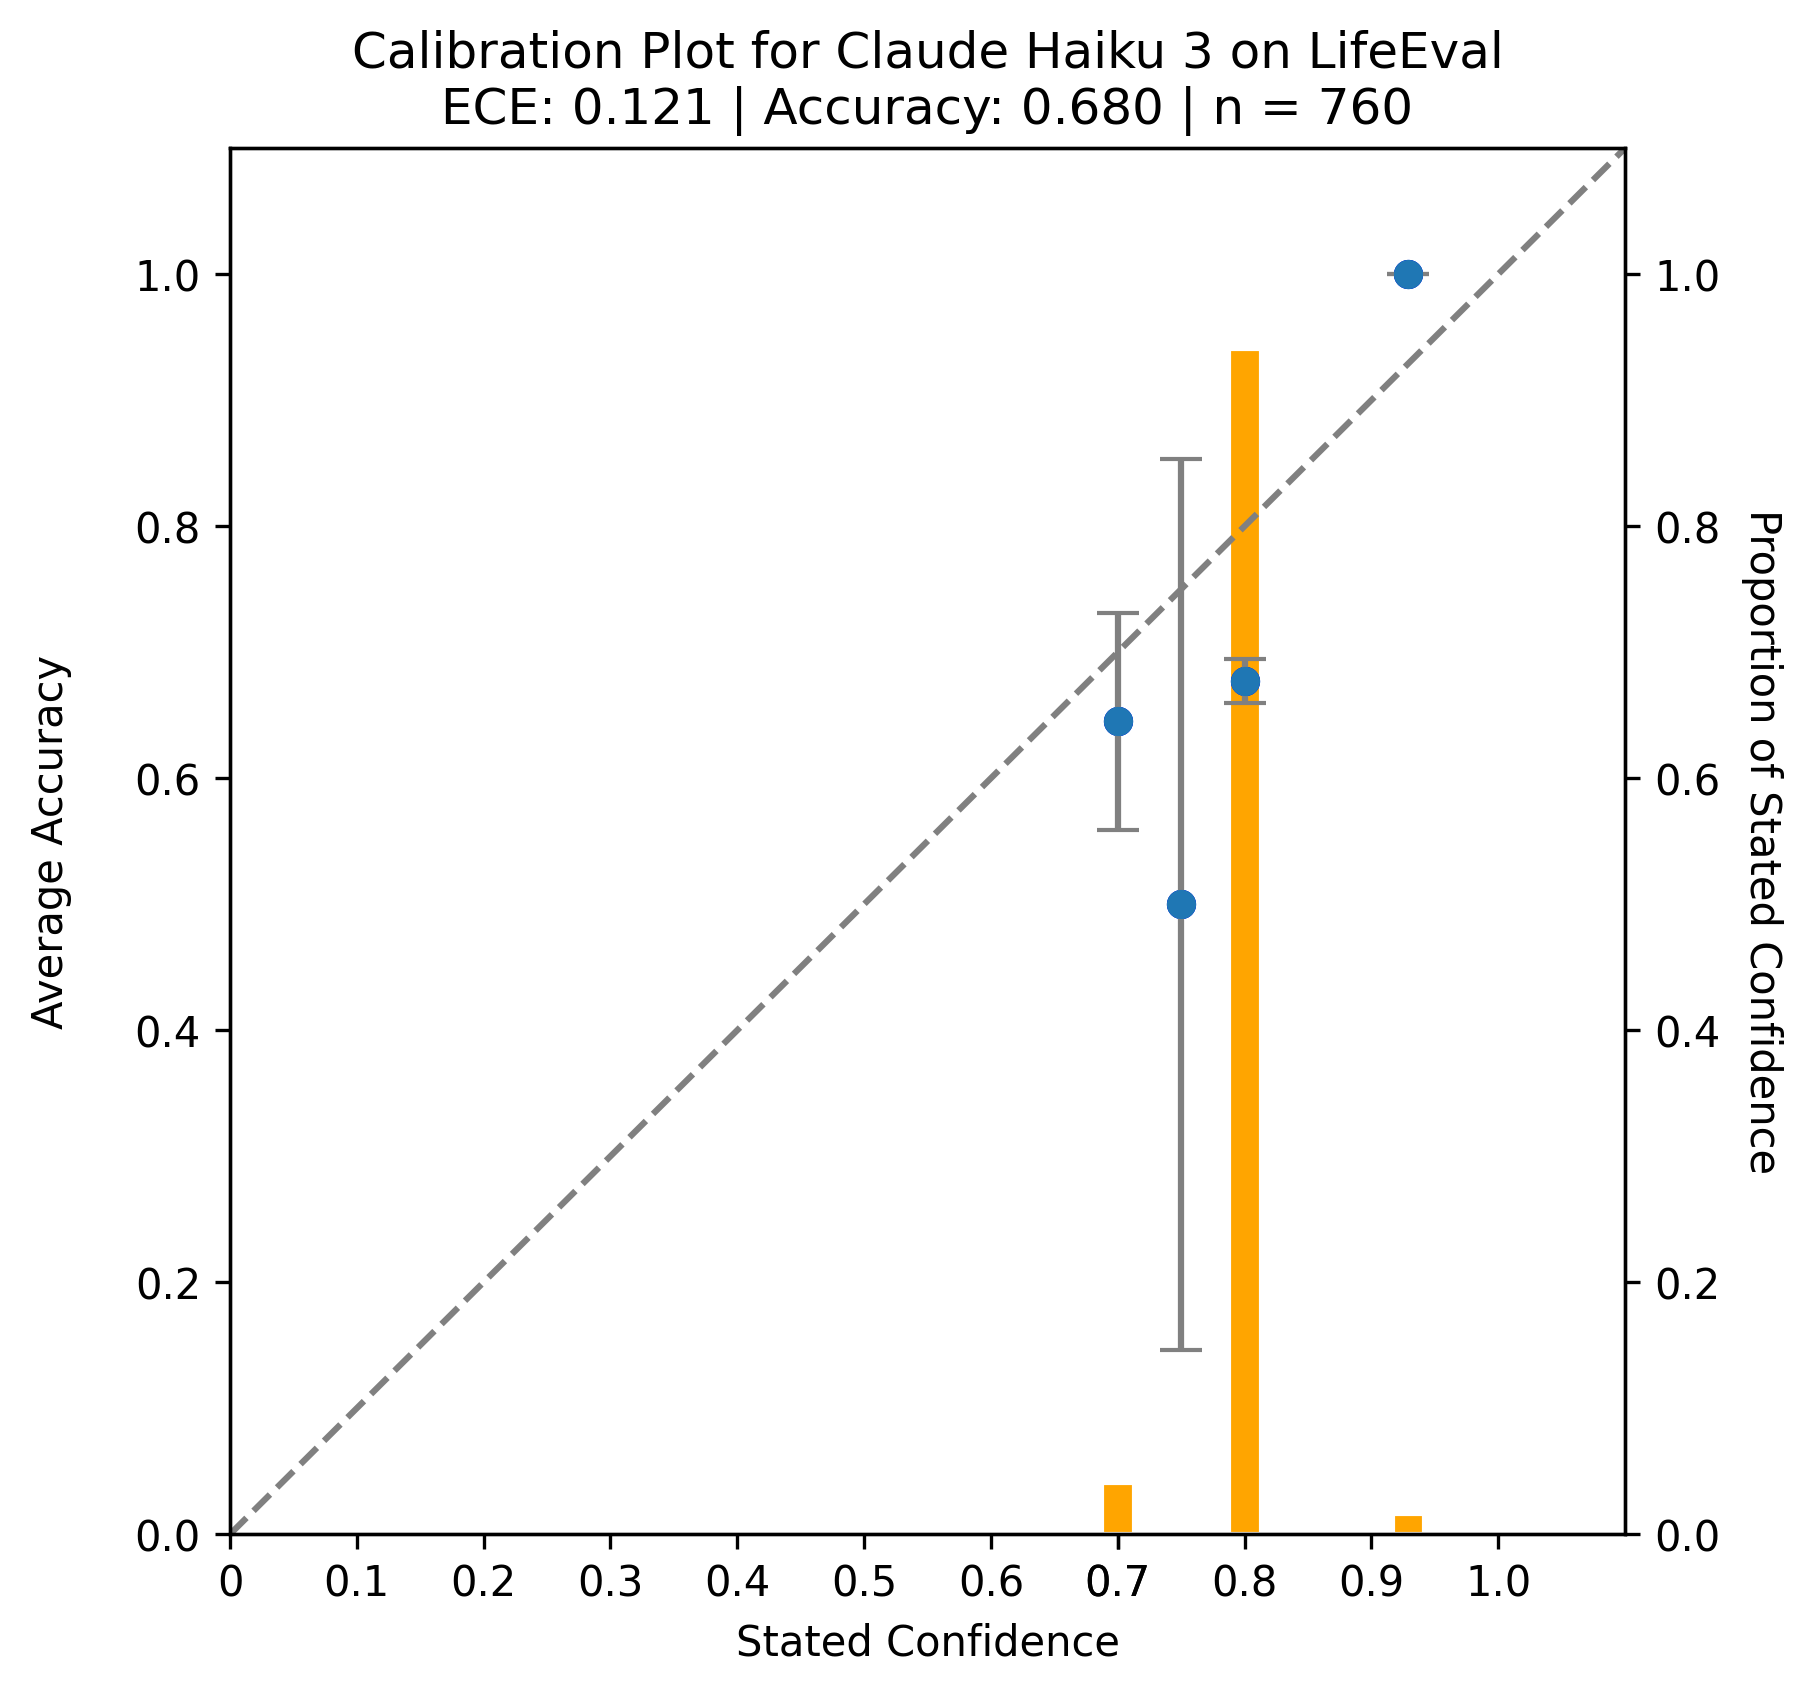 Calibration Plot for Claude Haiku 3 on LifeEval
ECE: 0.121 | Accuracy: 0.680 | n = 760
Average Accuracy
1.0
0.8
0.6
0.4
0.2
0.0
0 0.1 0.2 0.3 0.4 0.5 0.6 0.7 0.8 0.9 1.0
Stated Confidence
1.0
0.8
0.6
0.4
0.2
0.0
Proportion of Stated Confidence